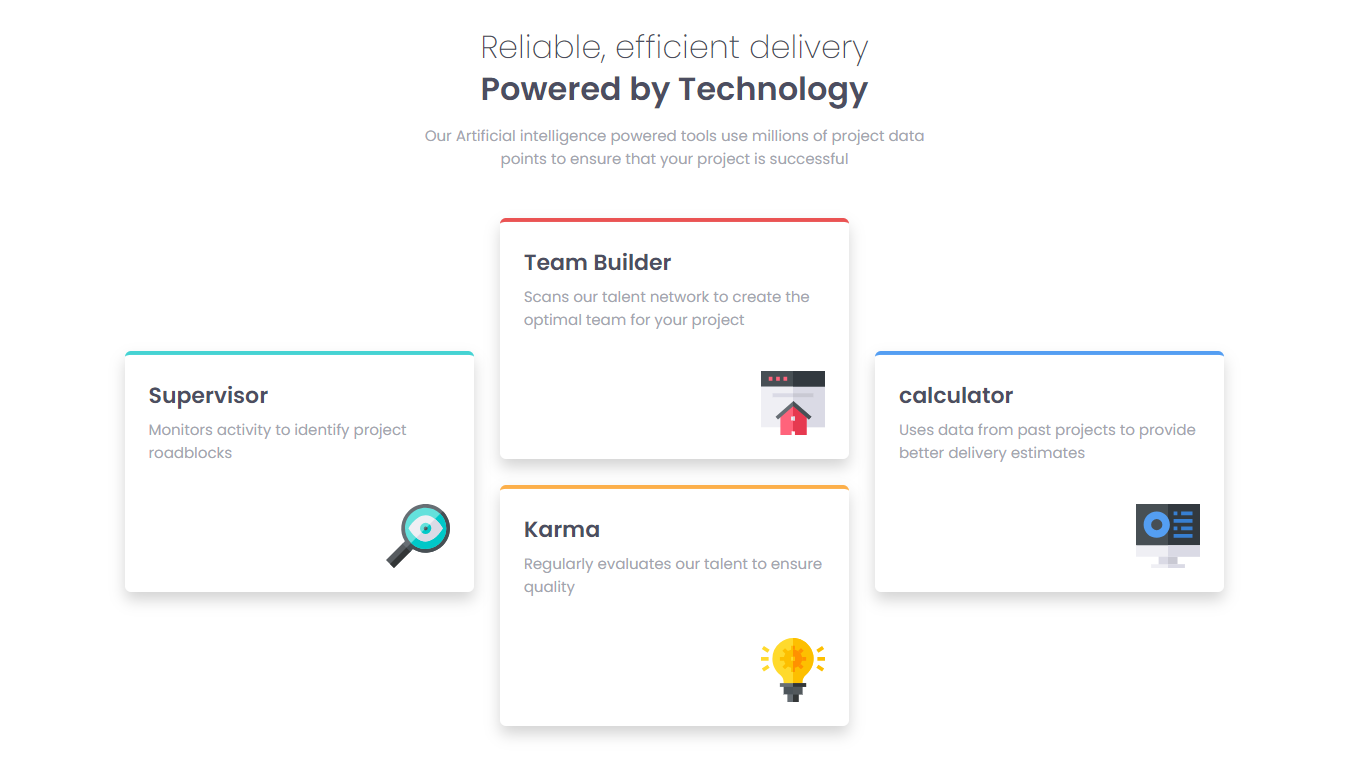 Reliable, efficient delivery
Powered by Technology
Our Artificial intelligence powered tools use millions of project data
points to ensure that your project is successful
Team Builder
Scans our talent network to create the
optimal team for your project
Supervisor
Monitors activity to identify project
roadblocks
calculator
Uses data from past projects to provide
better delivery estimates
Karma
Regularly evaluates our talent to ensure
quality